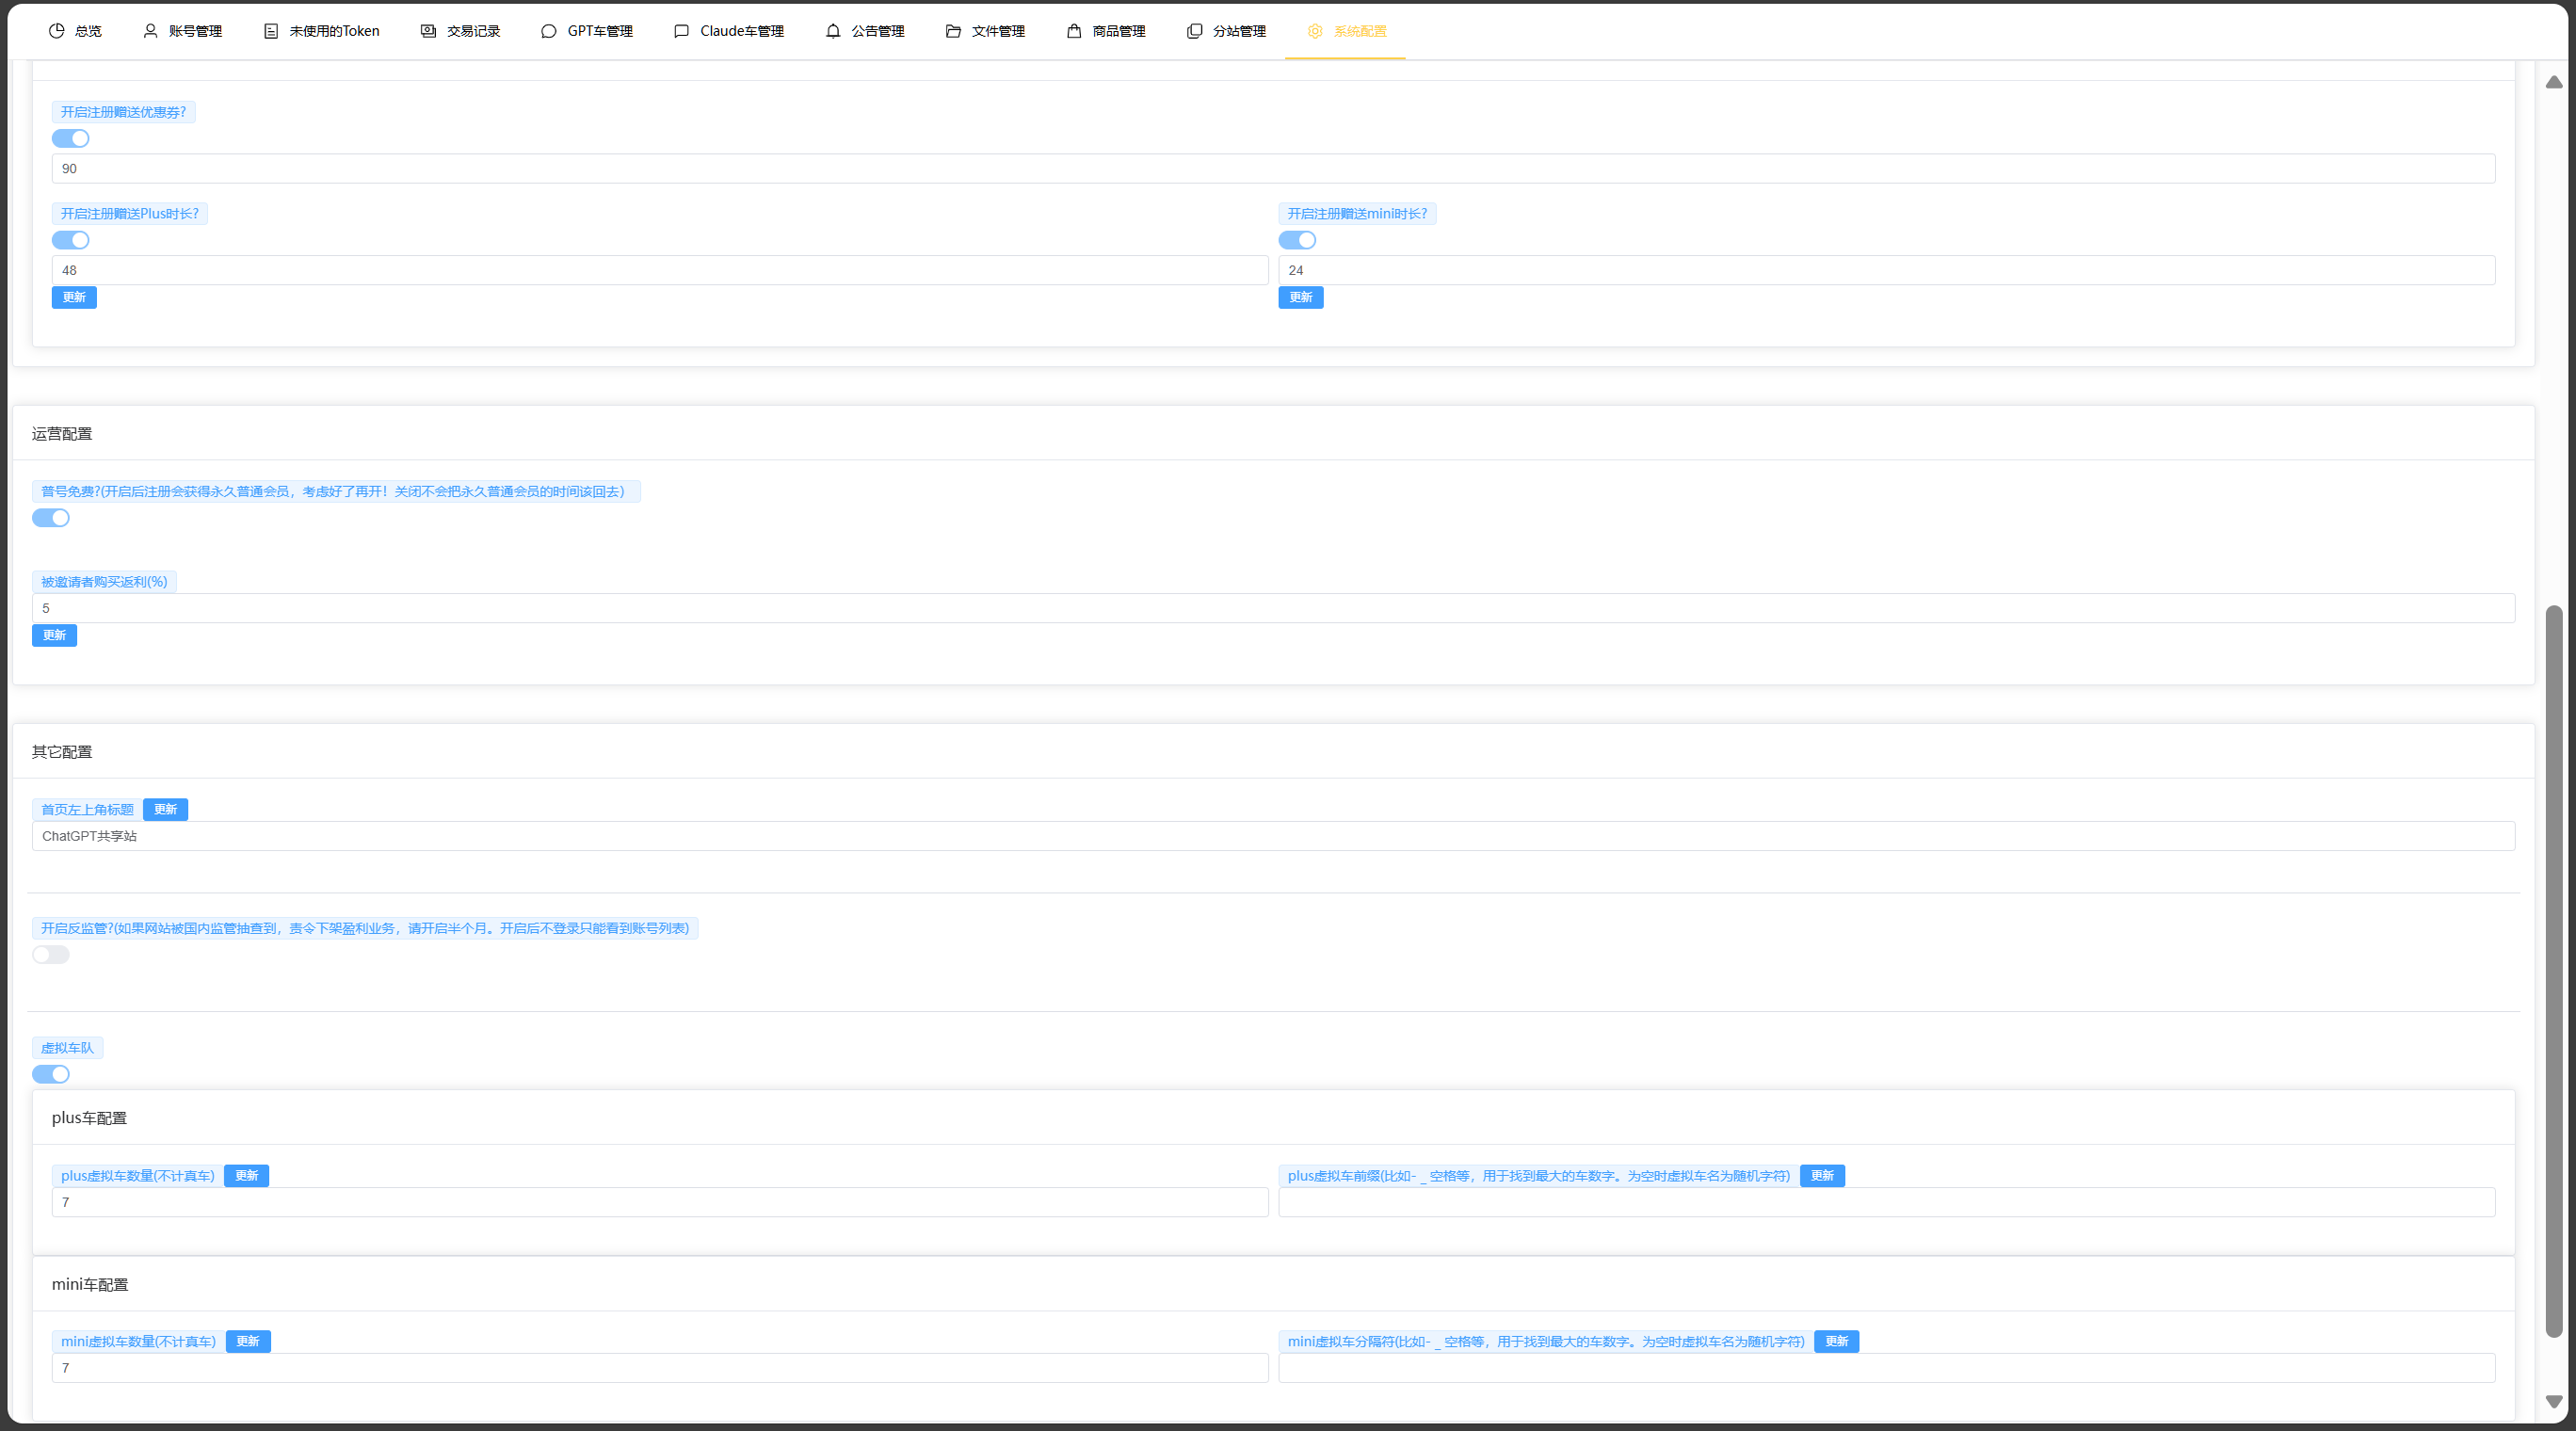 总览 账号管理 未使用的Token 交易记录 GPT车管理 Claude车管理 公告管理 文件管理 商品管理 分站管理 系统配置
开启注册赠送优惠券?
90
开启注册赠送Plus时长? 开启注册赠送mini时长?
48 24
更新 更新
运营配置
普号免费?(开启后注册会获得永久普通会员，考虑好了再开！关闭不会把永久普通会员的时间该回去）
被邀请者购买返利(%)
5
更新
其它配置
首页左上角标题 更新
ChatGPT共享站
开启反监管?(如果网站被国内监管抽查到，责令下架盈利业务，请开启半个月。开启后不登录只能看到账号列表)
虚拟车队
plus车配置
plus虚拟车数量(不计真车) 更新 plus虚拟车前缀(比如- _ 空格等，用于找到最大的车数字。为空时虚拟车名为随机字符) 更新
7
mini车配置
mini虚拟车数量(不计真车) 更新 mini虚拟车分隔符(比如- _ 空格等，用于找到最大的车数字。为空时虚拟车名为随机字符) 更新
7